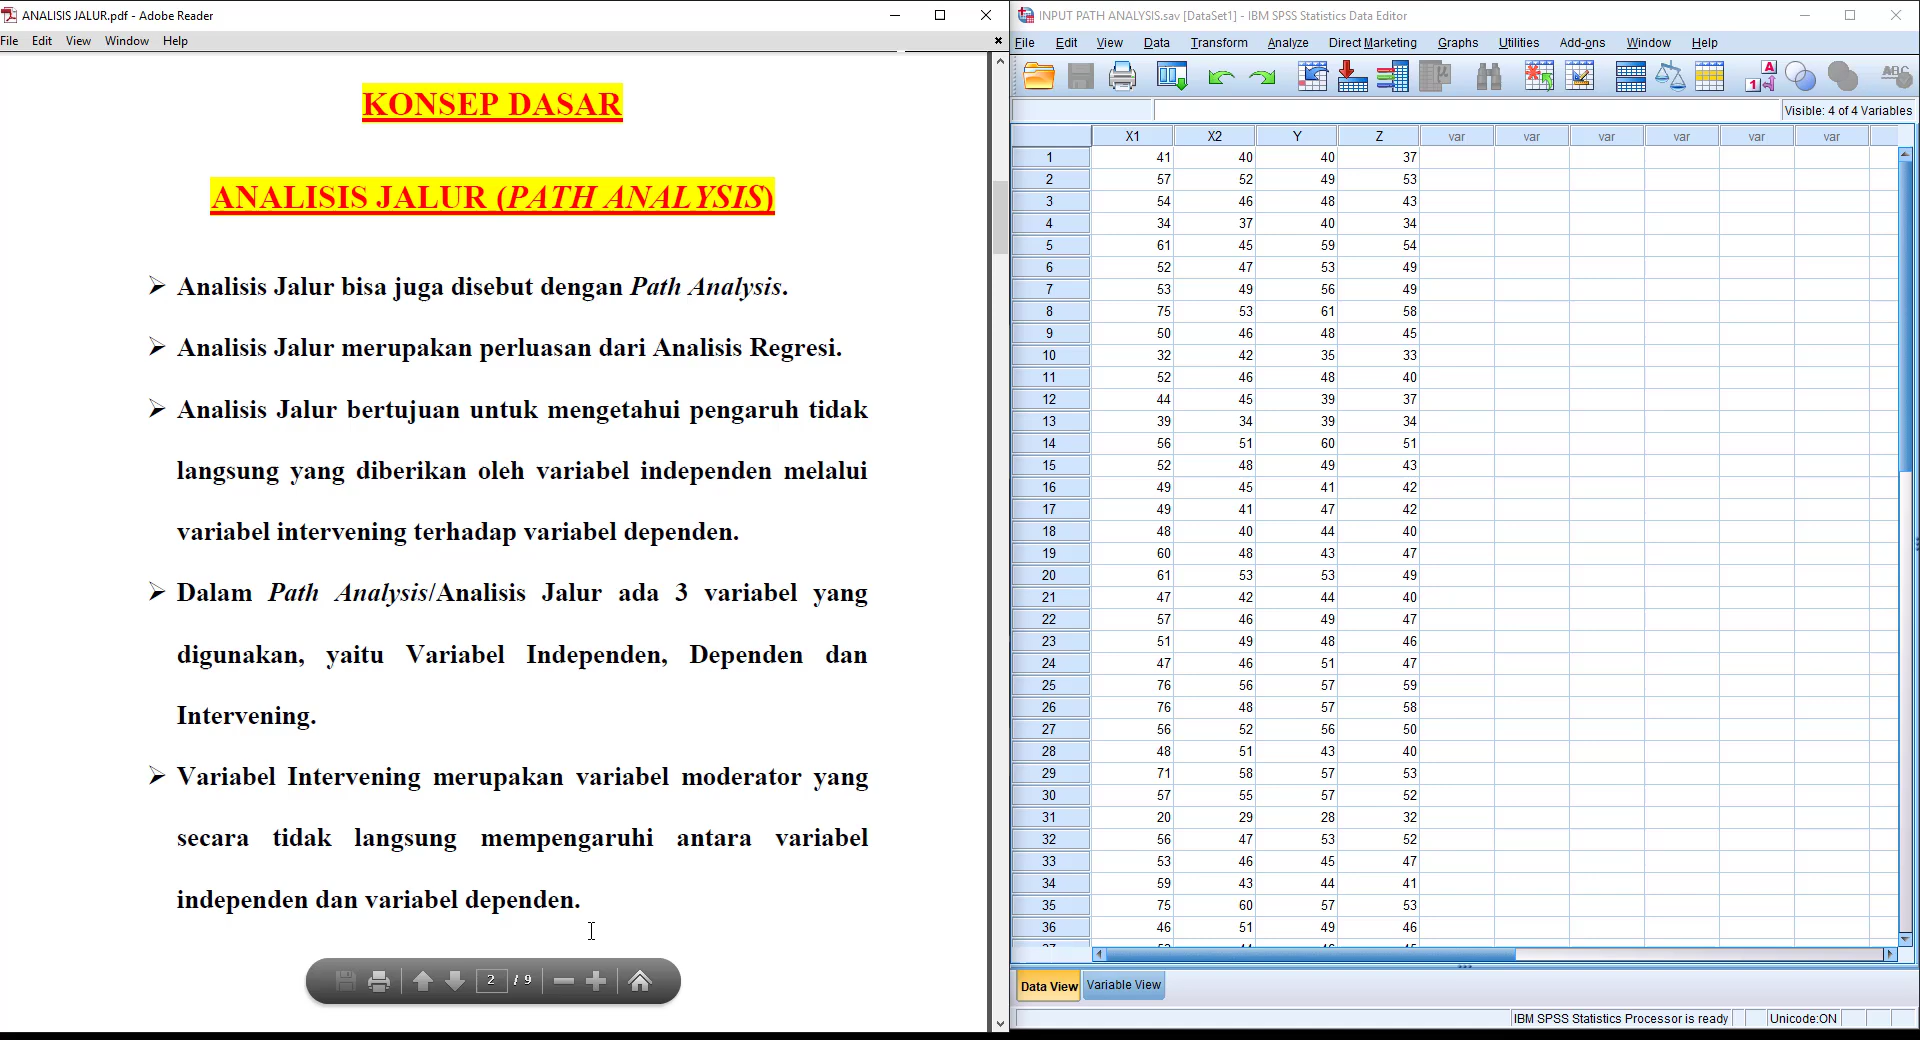 ANALISIS JALUR.pdf - Adobe Reader
File Edit View Window Help
KONSEP DASAR
ANALISIS JALUR (PATH ANALYSIS)
➢ Analisis Jalur bisa juga disebut dengan Path Analysis.
➢ Analisis Jalur merupakan perluasan dari Analisis Regresi.
➢ Analisis Jalur bertujuan untuk mengetahui pengaruh tidak
langsung yang diberikan oleh variabel independen melalui
variabel intervening terhadap variabel dependen.
➢ Dalam Path Analysis/Analisis Jalur ada 3 variabel yang
digunakan, yaitu Variabel Independen, Dependen dan
Intervening.
➢ Variabel Intervening merupakan variabel moderator yang
secara tidak langsung mempengaruhi antara variabel
independen dan variabel dependen.
2 / 9
INPUT PATH ANALYSIS.sav [DataSet1] - IBM SPSS Statistics Data Editor
File Edit View Data Transform Analyze Direct Marketing Graphs Utilities Add-ons Window Help
Visible: 4 of 4 Variables
X1 X2 Y Z var var var var var var
1 41 40 40 37
2 57 52 49 53
3 54 46 48 43
4 34 37 40 34
5 61 45 59 54
6 52 47 53 49
7 53 49 56 49
8 75 53 61 58
9 50 46 48 45
10 32 42 35 33
11 52 46 48 40
12 44 45 39 37
13 39 34 39 34
14 56 51 60 51
15 52 48 49 43
16 49 45 41 42
17 49 41 47 42
18 48 40 44 40
19 60 48 43 47
20 61 53 53 49
21 47 42 44 40
22 57 46 49 47
23 51 49 48 46
24 47 46 51 47
25 76 56 57 59
26 76 48 57 58
27 56 52 56 50
28 48 51 43 40
29 71 58 57 53
30 57 55 57 52
31 20 29 28 32
32 56 47 53 52
33 53 46 45 47
34 59 43 44 41
35 75 60 57 53
36 46 51 49 46
Data View Variable View
IBM SPSS Statistics Processor is ready Unicode:ON